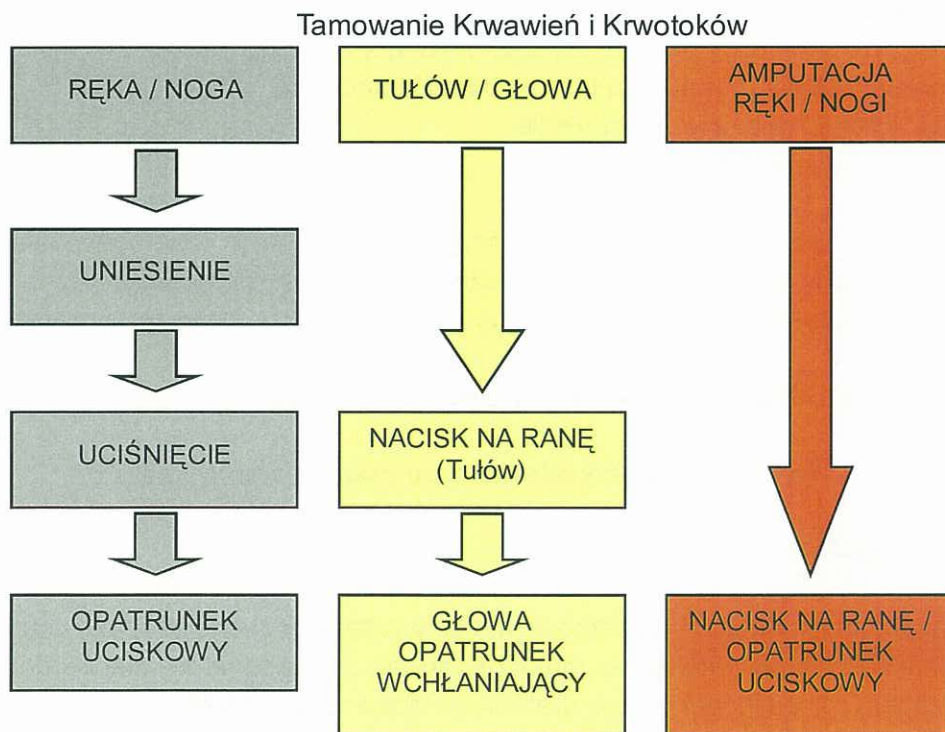 Tamowanie Krwawień i Krwotoków
RĘKA / NOGA
UNIESIENIE
UCIŚNIĘCIE
OPATRUNEK
UCISKOWY
TUŁÓW / GŁOWA
NACISK NA RANĘ
(Tułów)
GŁOWA
OPATRUNEK
WCHŁANIAJĄCY
AMPUTACJA
RĘKI / NOGI
NACISK NA RANĘ /
OPATRUNEK
UCISKOWY